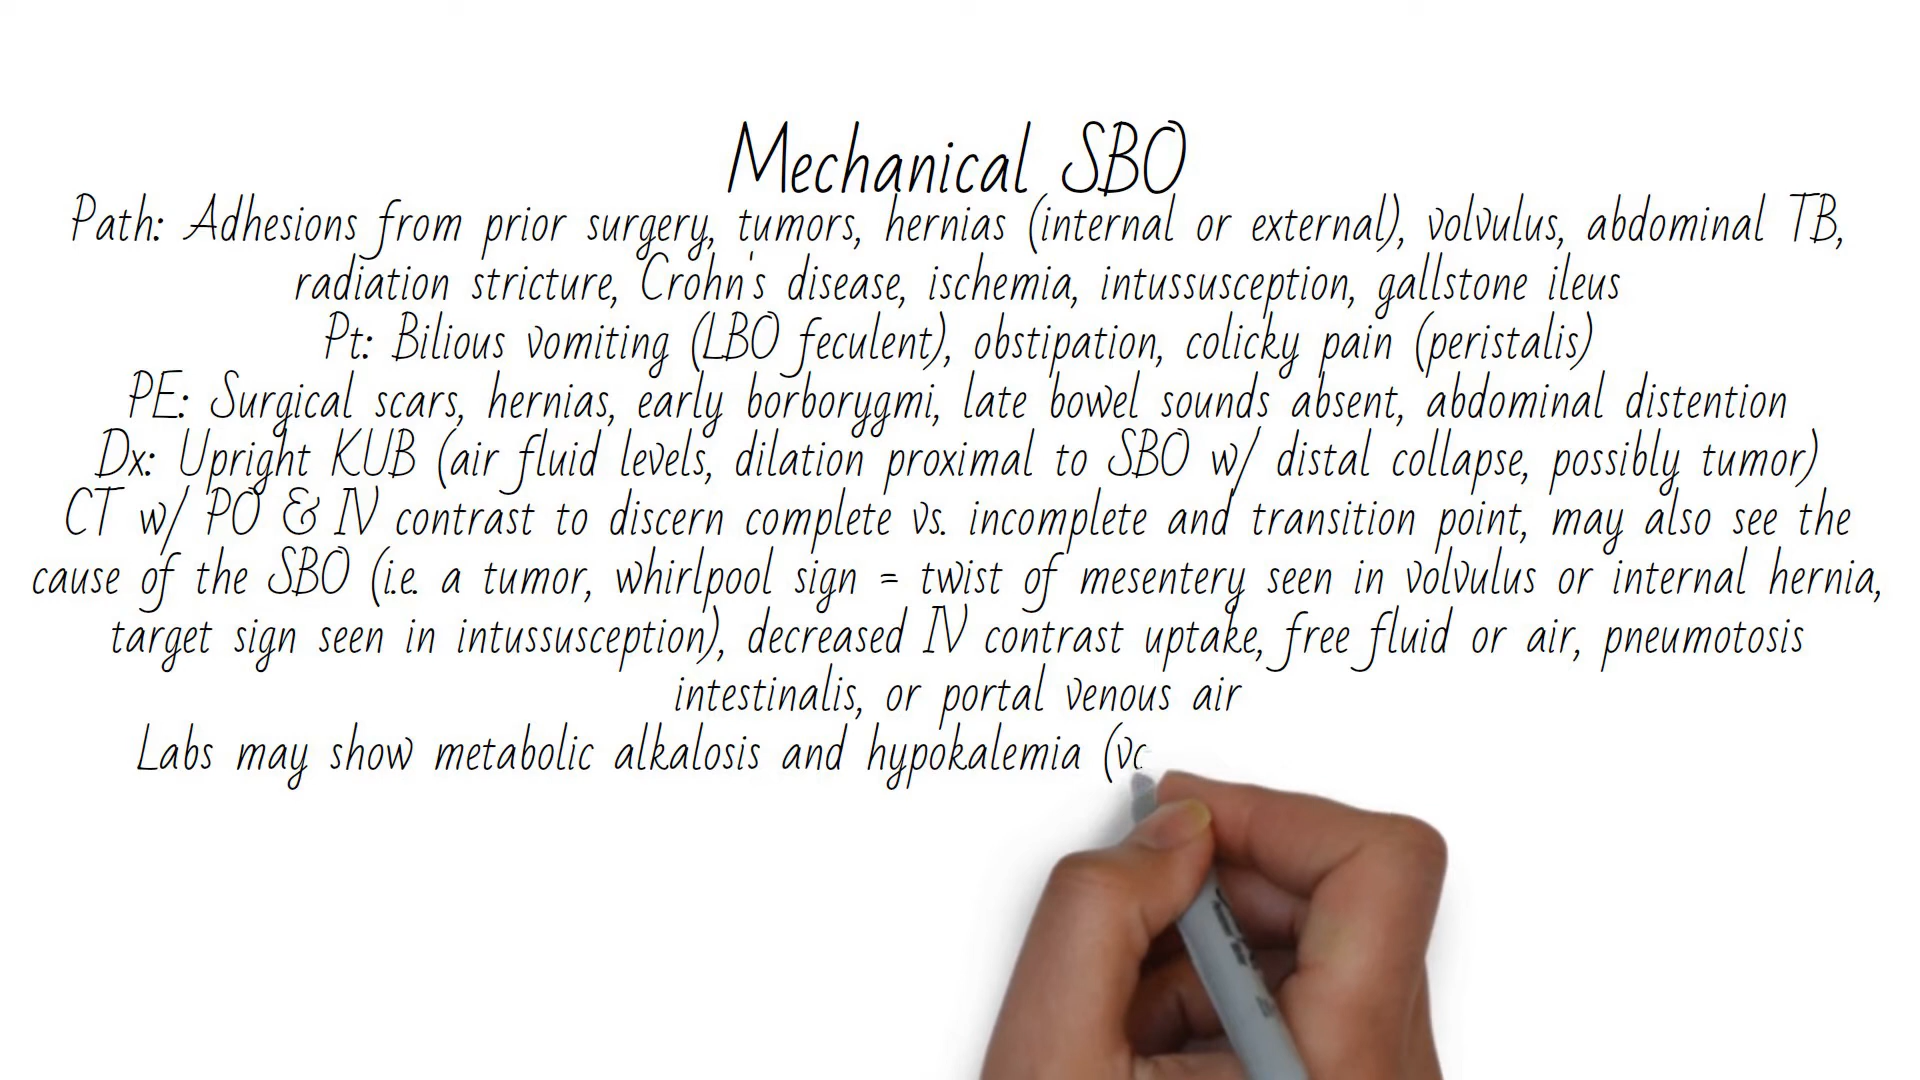 Mechanical SBO
Path: Adhesions from prior surgery, tumors, hernias (internal or external), volvulus, abdominal TB,
radiation stricture, Crohn's disease, ischemia, intussusception, gallstone ileus
Pt: Bilious vomiting (LBO feculent), obstipation, colicky pain (peristalis)
PE: Surgical scars, hernias, early borborygmi, late bowel sounds absent, abdominal distention
Dx: Upright KUB (air fluid levels, dilation proximal to SBO w/ distal collapse, possibly tumor)
CT w/ PO & IV contrast to discern complete vs. incomplete and transition point, may also see the
cause of the SBO (i.e. a tumor, whirlpool sign = twist of mesentery seen in volvulus or internal hernia,
target sign seen in intussusception), decreased IV contrast uptake, free fluid or air, pneumotosis
intestinalis, or portal venous air
Labs may show metabolic alkalosis and hypokalemia (